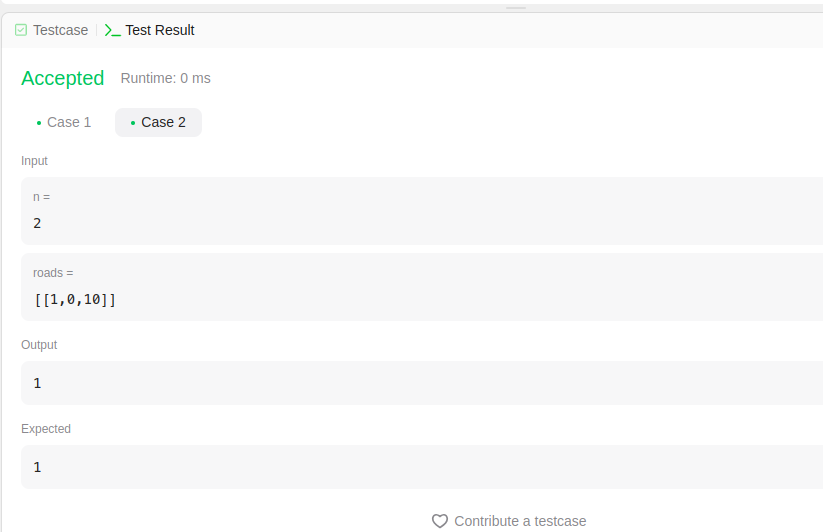 Testcase Test Result
Accepted Runtime: 0 ms
Case 1 Case 2
Input
n =
2
roads =
[[1,0,10]]
Output
1
Expected
1
Contribute a testcase